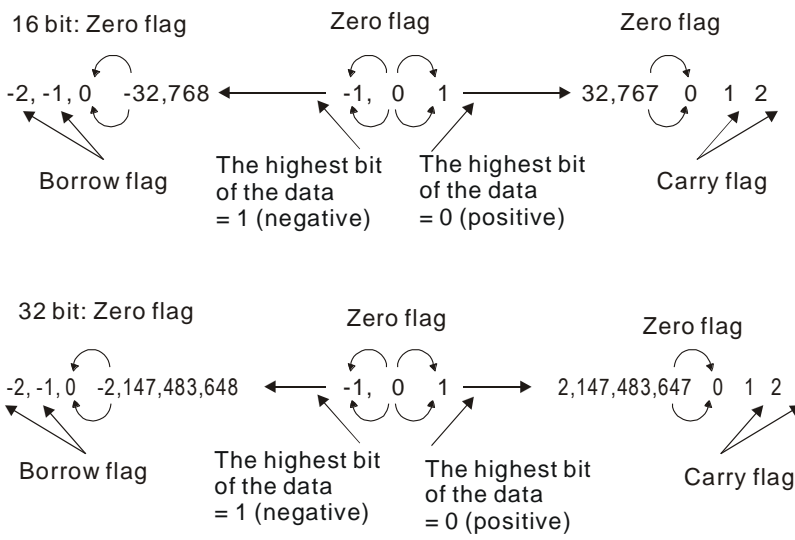 16 bit: Zero flag
Zero flag
Zero flag
-2, -1, 0 -32,768
-1, 0 1
32,767 0 1 2
Borrow flag
The highest bit
of the data
= 1 (negative)
The highest bit
of the data
= 0 (positive)
Carry flag
32 bit: Zero flag
Zero flag
Zero flag
-2, -1, 0 -2,147,483,648
-1, 0 1
2,147,483,647 0 1 2
Borrow flag
The highest bit
of the data
= 1 (negative)
The highest bit
of the data
= 0 (positive)
Carry flag